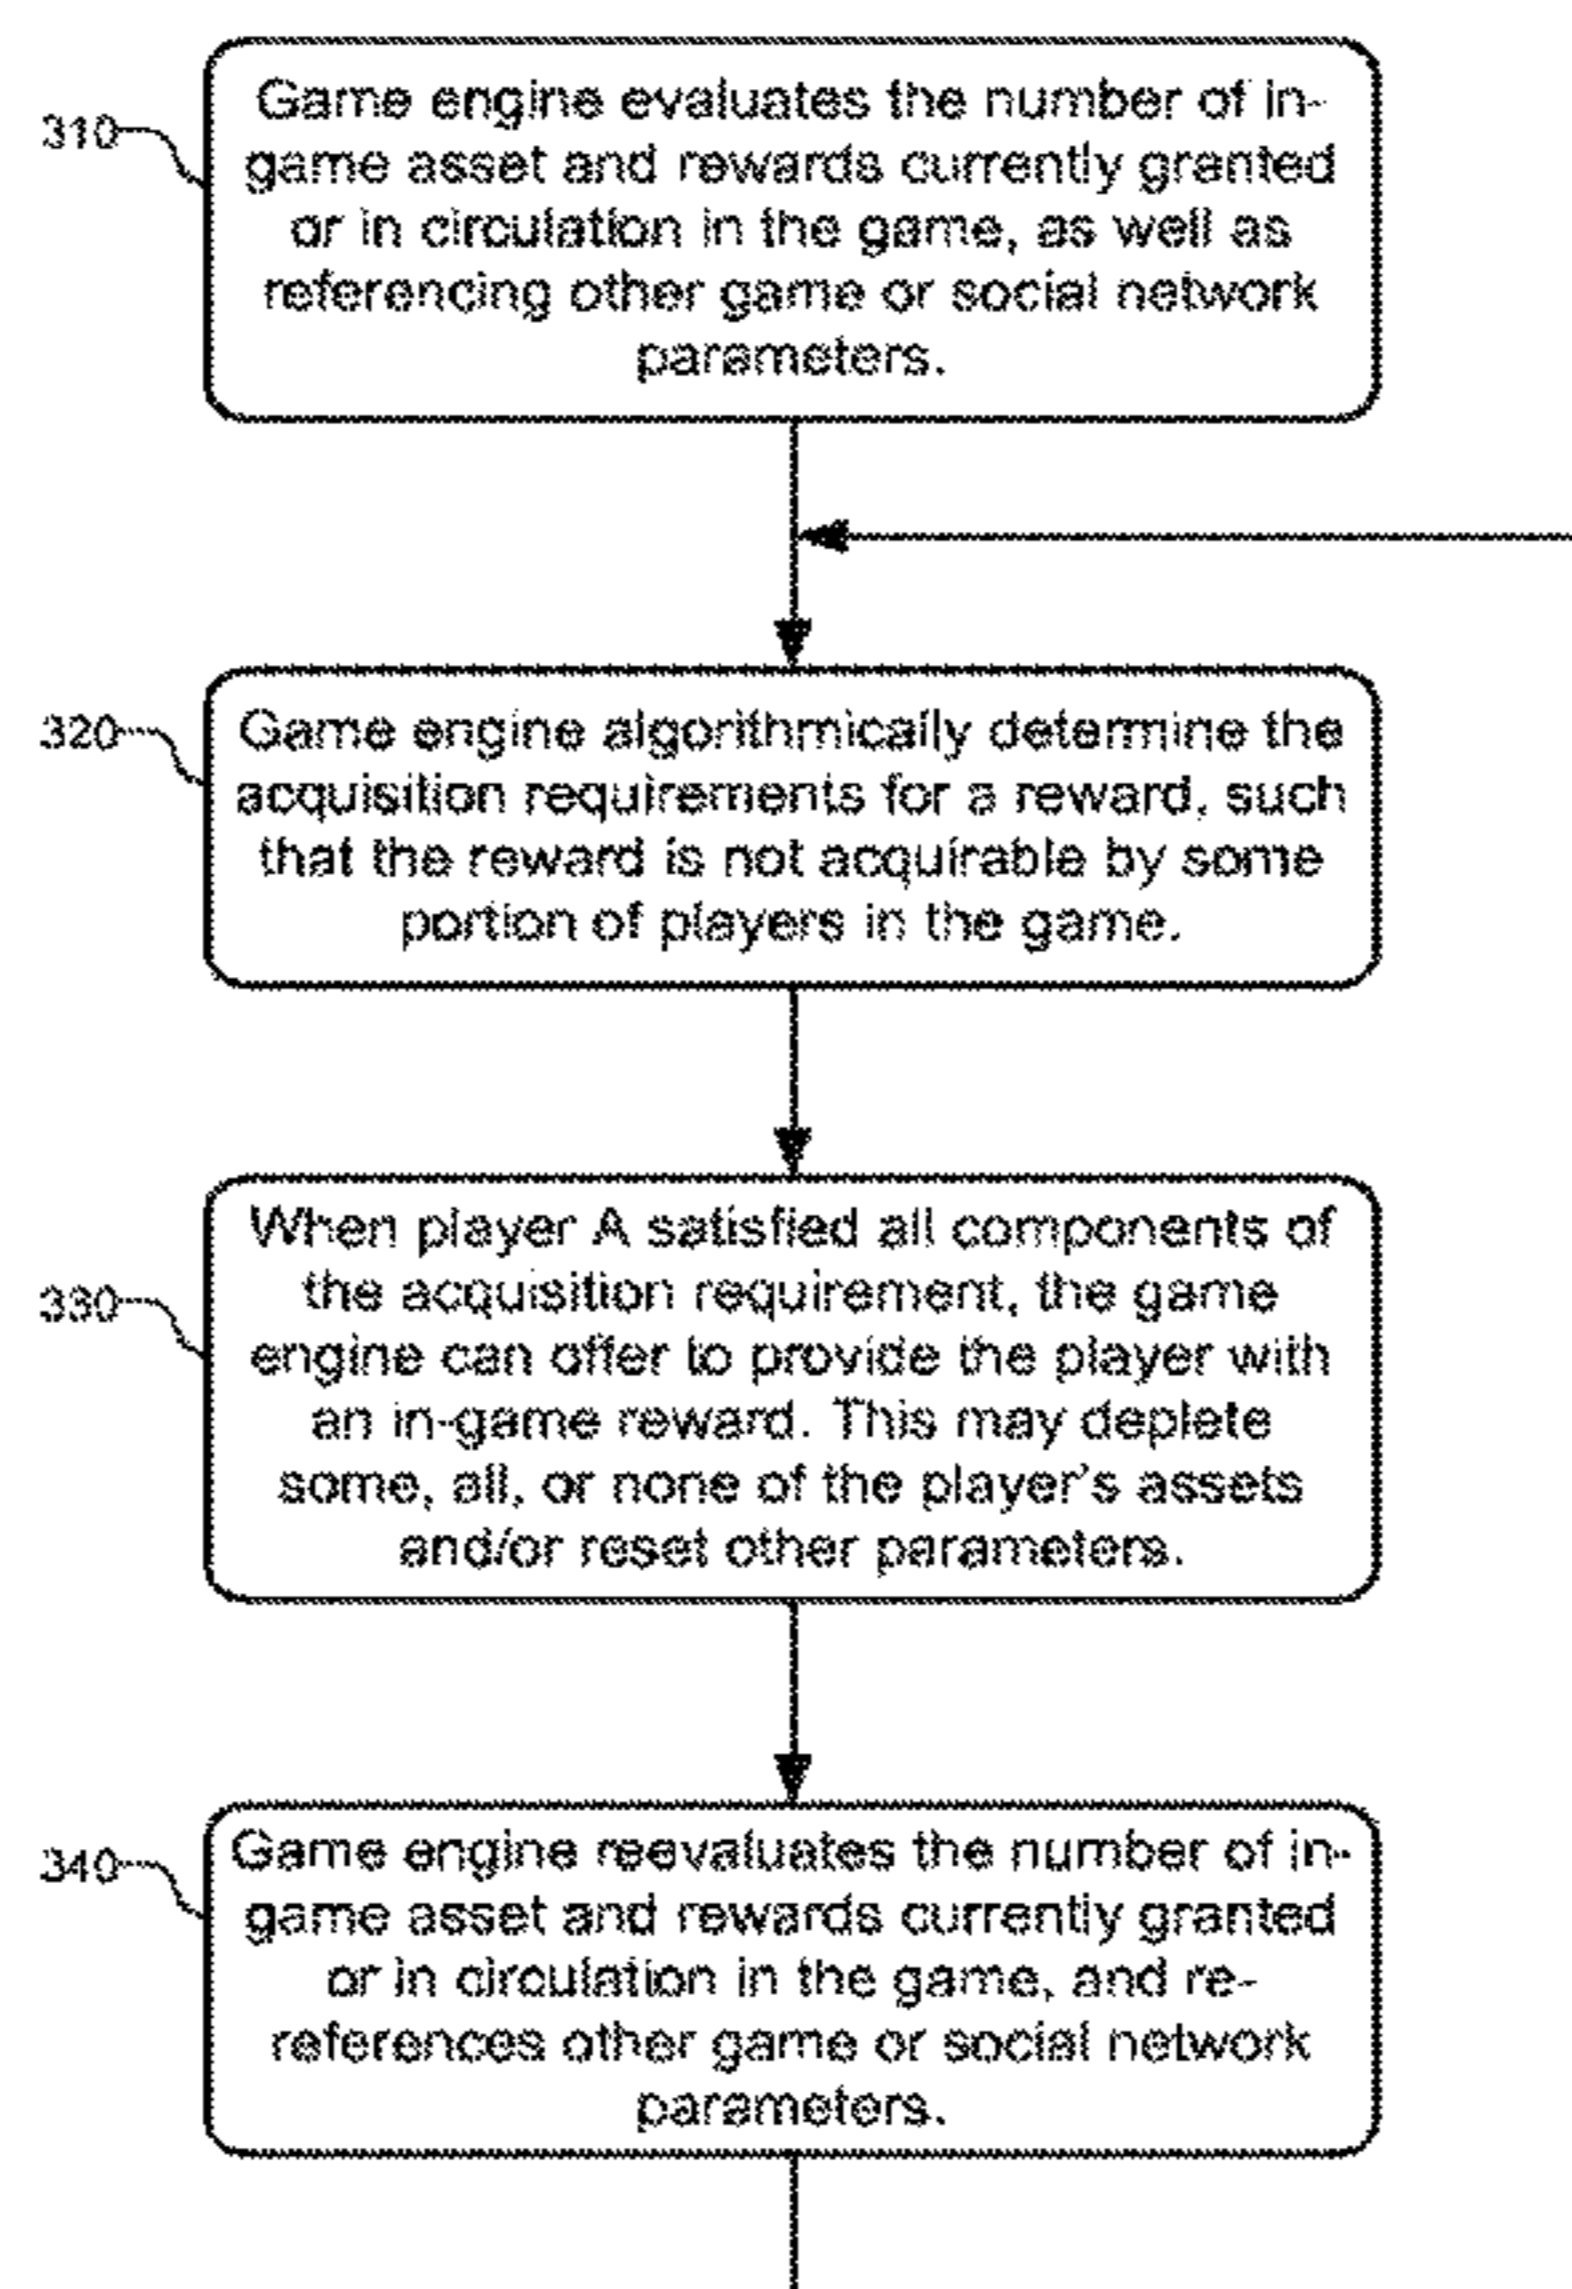 310
Game engine evaluates the number of in-
game asset and rewards currently granted
or in circulation in the game, as well as
referencing other game or social network
parameters.
320
Game engine algorithmically determine the
acquisition requirements for a reward, such
that the reward is not acquirable by some
portion of players in the game.
330
When player A satisfied all components of
the acquisition requirement, the game
engine can offer to provide the player with
an in-game reward. This may deplete
some, all, or none of the player's assets
and/or reset other parameters.
340
Game engine reevaluates the number of in-
game asset and rewards currently granted
or in circulation in the game, and re-
references other game or social network
parameters.